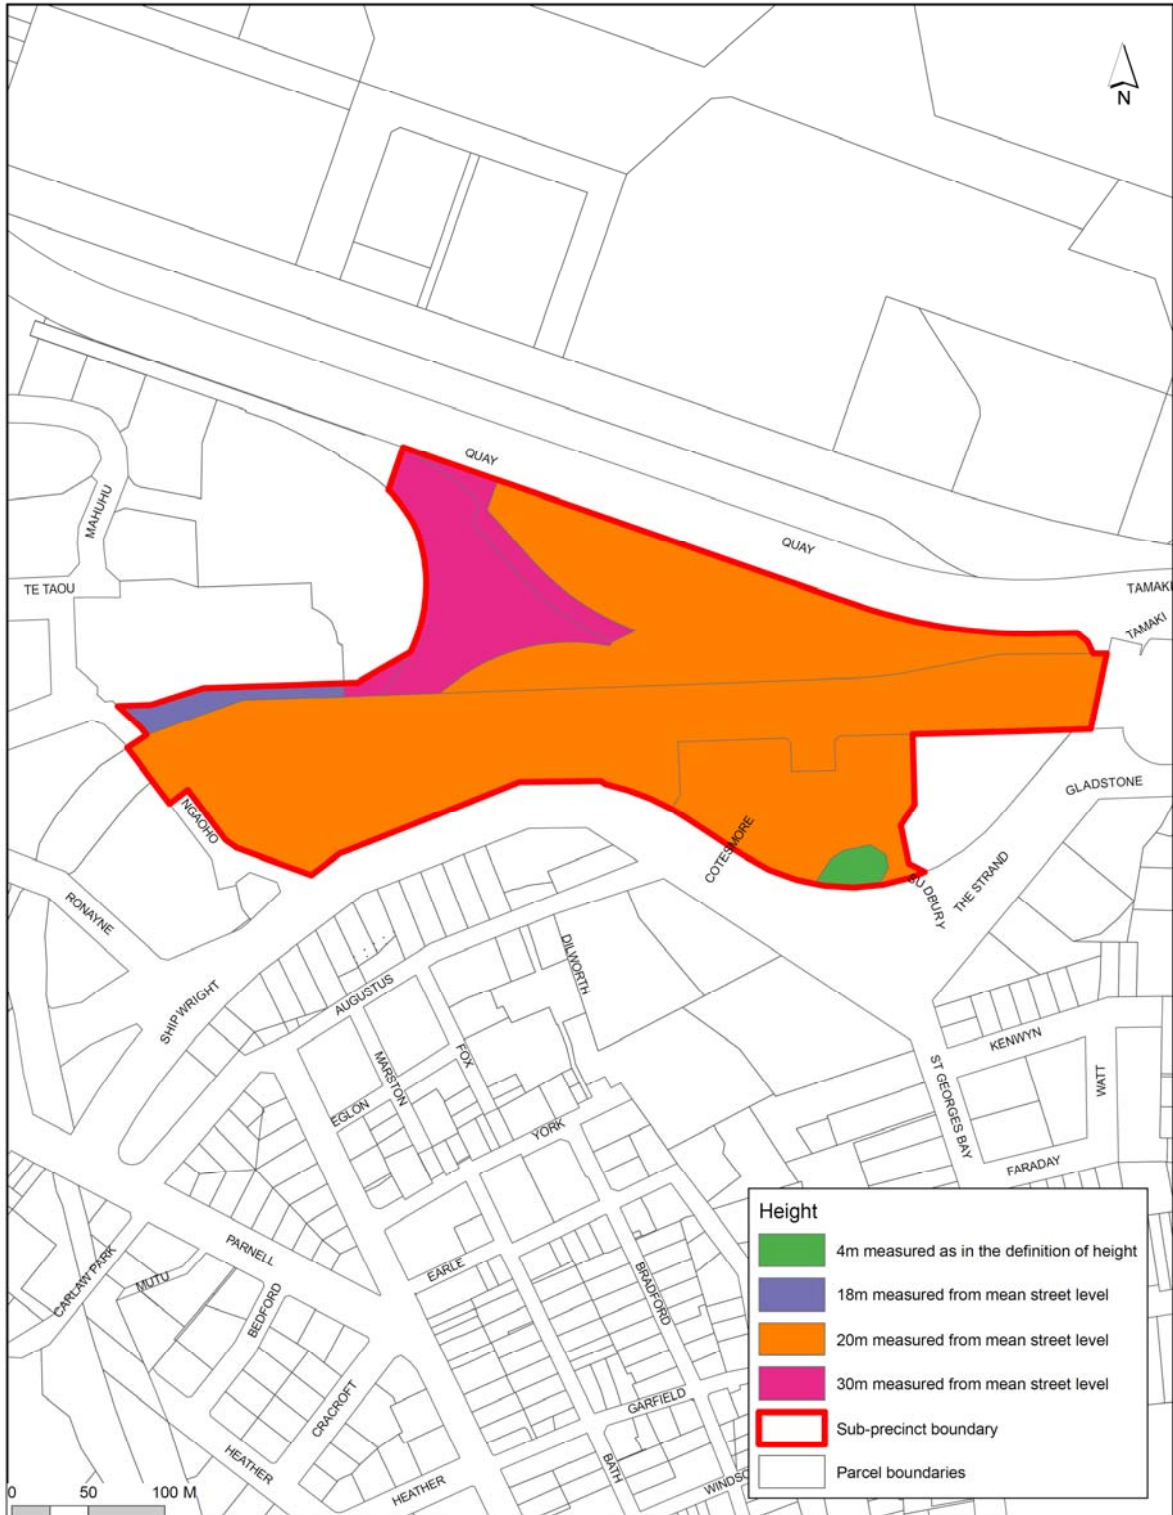 N
QUAY
QUAY
MAHUHU
TE TAOU
TAMAKI
TAMAKI
GLADSTONE
NGAOHO
COTESMORE
SU DBURY
THE STRAND
RONAYNE
SHIPWRIGHT
AUGUSTUS
DILWORTH
FOX
MARSTON
EGLON
YORK
KENWYN
ST GEORGES BAY
WATT
FARADAY
PARNELL
CARLAW PARK
MUTU
BEDFORD
EARLE
BRADFORD
CRACROFT
GARFIELD
HEATHER
HEATHER
BATH
WINDSO
Height
4m measured as in the definition of height
18m measured from mean street level
20m measured from mean street level
30m measured from mean street level
Sub-precinct boundary
Parcel boundaries
0 50 100 M